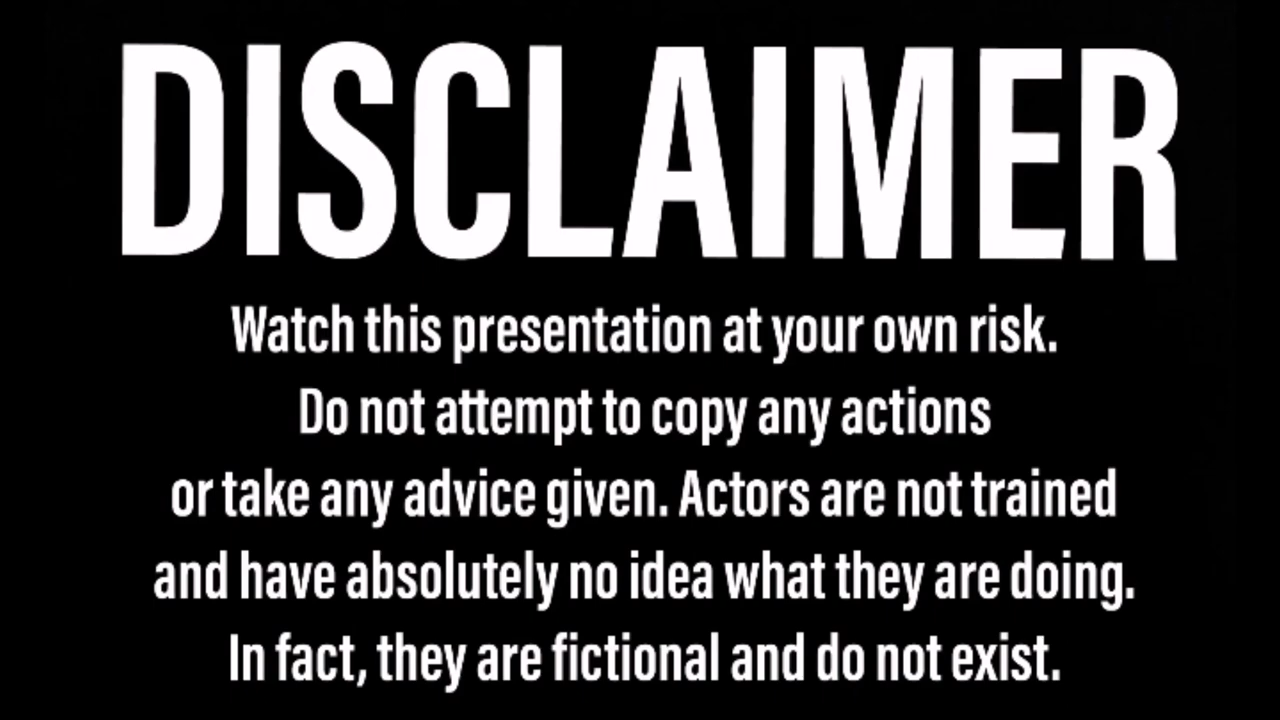 DISCLAIMER
Watch this presentation at your own risk.
Do not attempt to copy any actions
or take any advice given. Actors are not trained
and have absolutely no idea what they are doing.
In fact, they are fictional and do not exist.